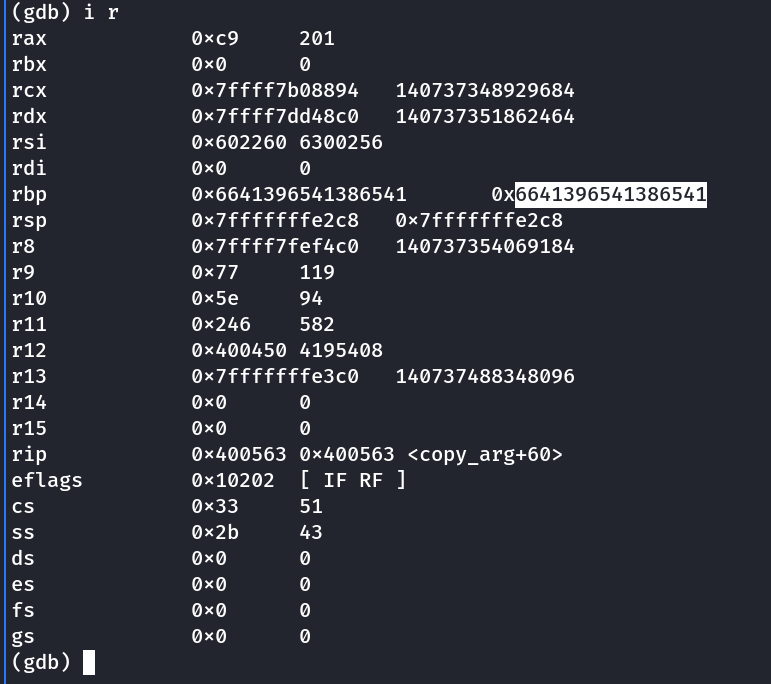 (gdb) i r
rax 0xc9 201
rbx 0x0 0
rcx 0x7ffff7b08894 140737348929684
rdx 0x7ffff7dd48c0 140737351862464
rsi 0x602260 6300256
rdi 0x0 0
rbp 0x6641396541386541 0x6641396541386541
rsp 0x7fffffffe2c8 0x7fffffffe2c8
r8 0x7ffff7fef4c0 140737354069184
r9 0x77 119
r10 0x5e 94
r11 0x246 582
r12 0x400450 4195408
r13 0x7fffffffe3c0 140737488348096
r14 0x0 0
r15 0x0 0
rip 0x400563 0x400563 <copy_arg+60>
eflags 0x10202 [ IF RF ]
cs 0x33 51
ss 0x2b 43
ds 0x0 0
es 0x0 0
fs 0x0 0
gs 0x0 0
(gdb)